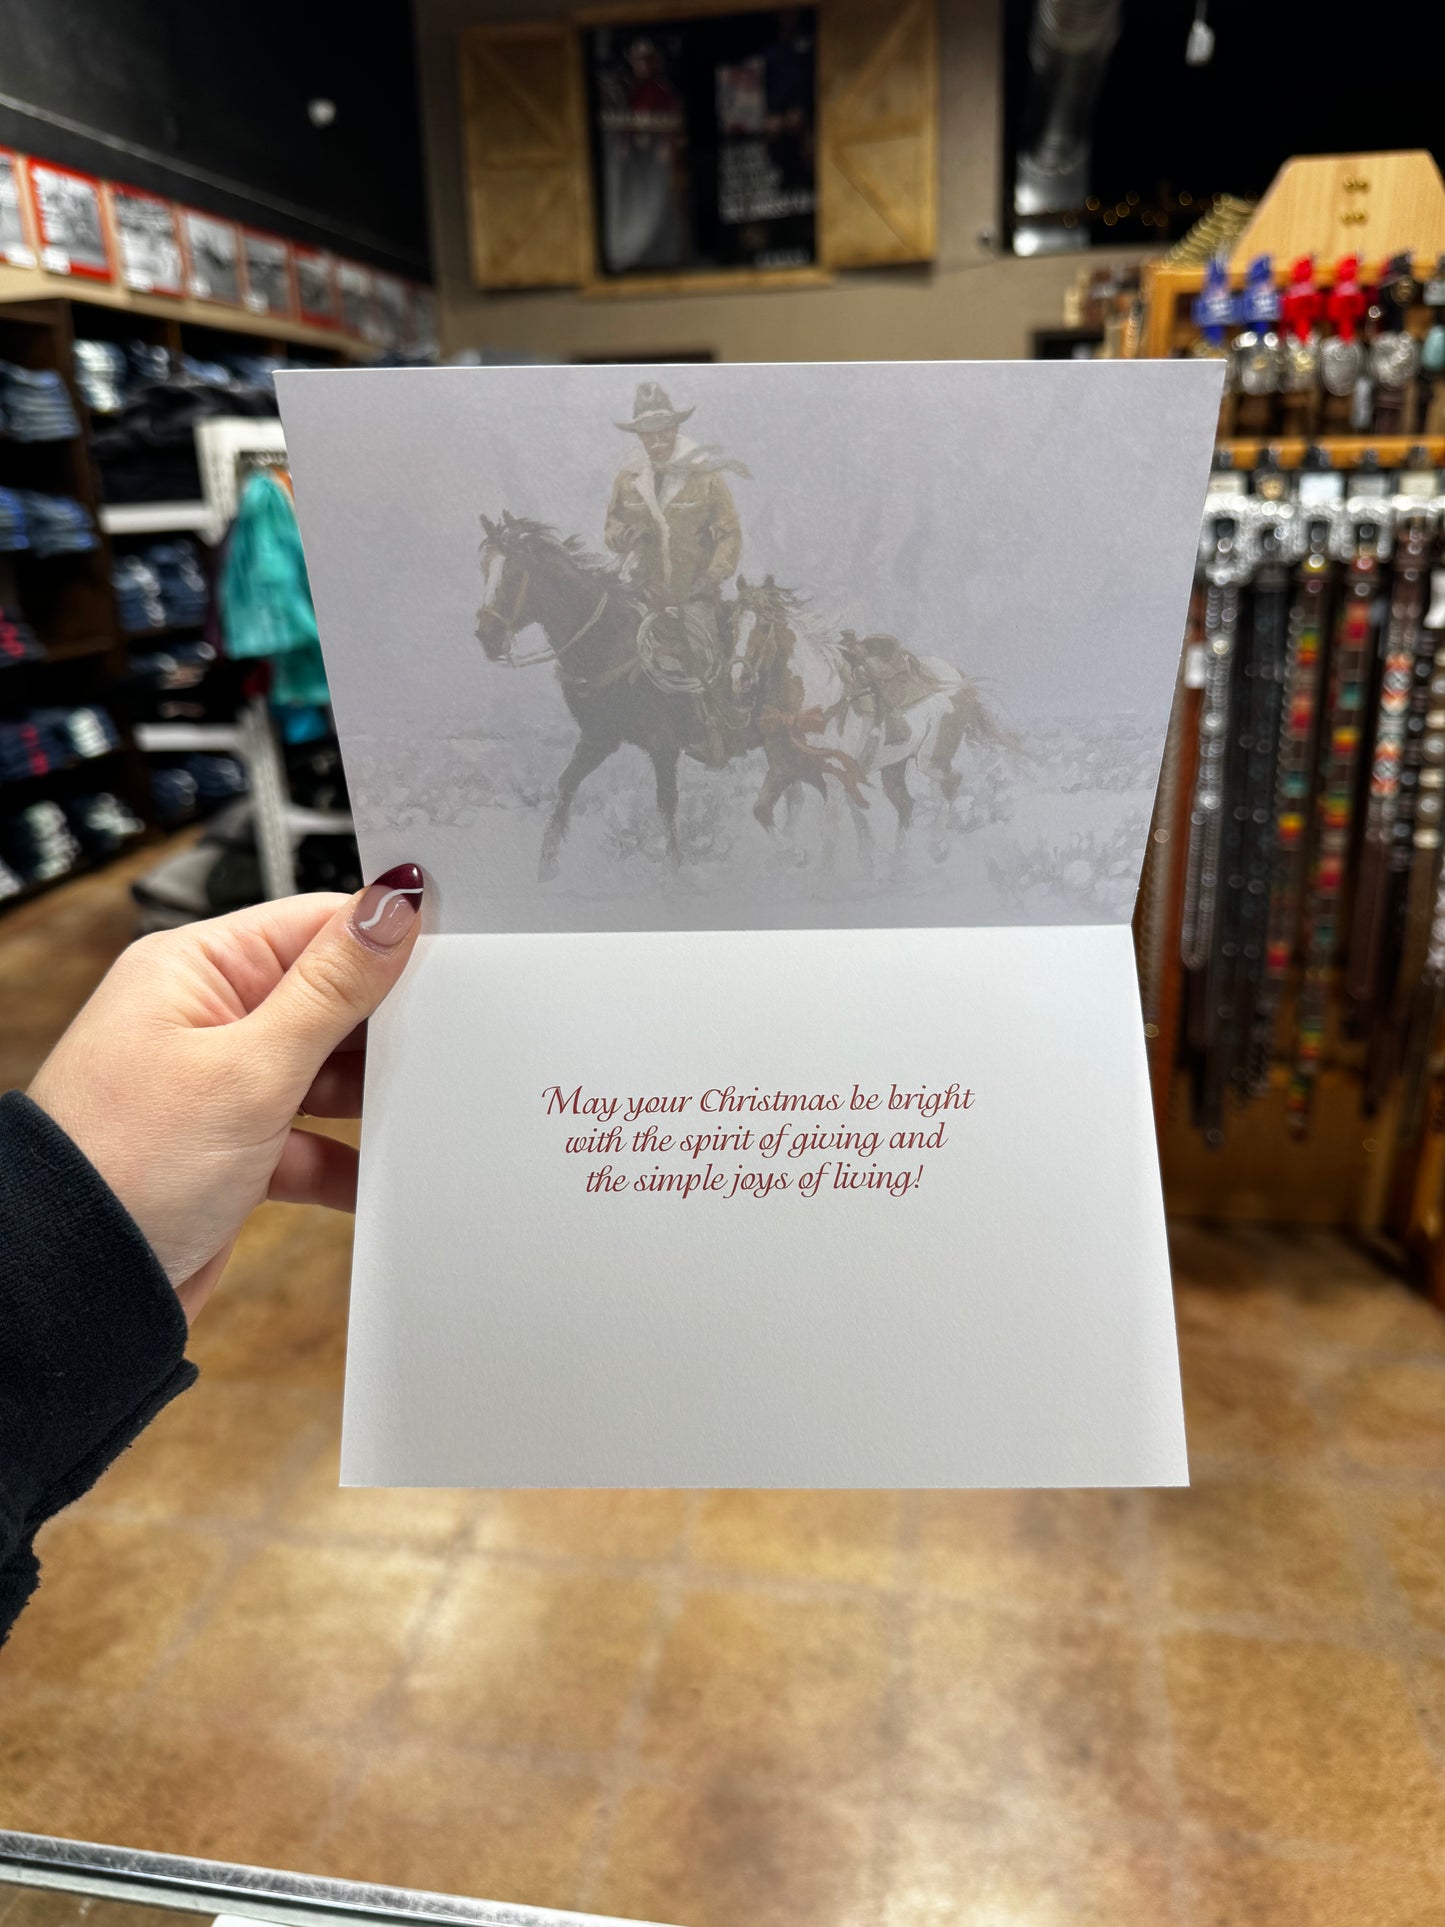 May your Christmas be bright
with the spirit of giving and
the simple joys of living!